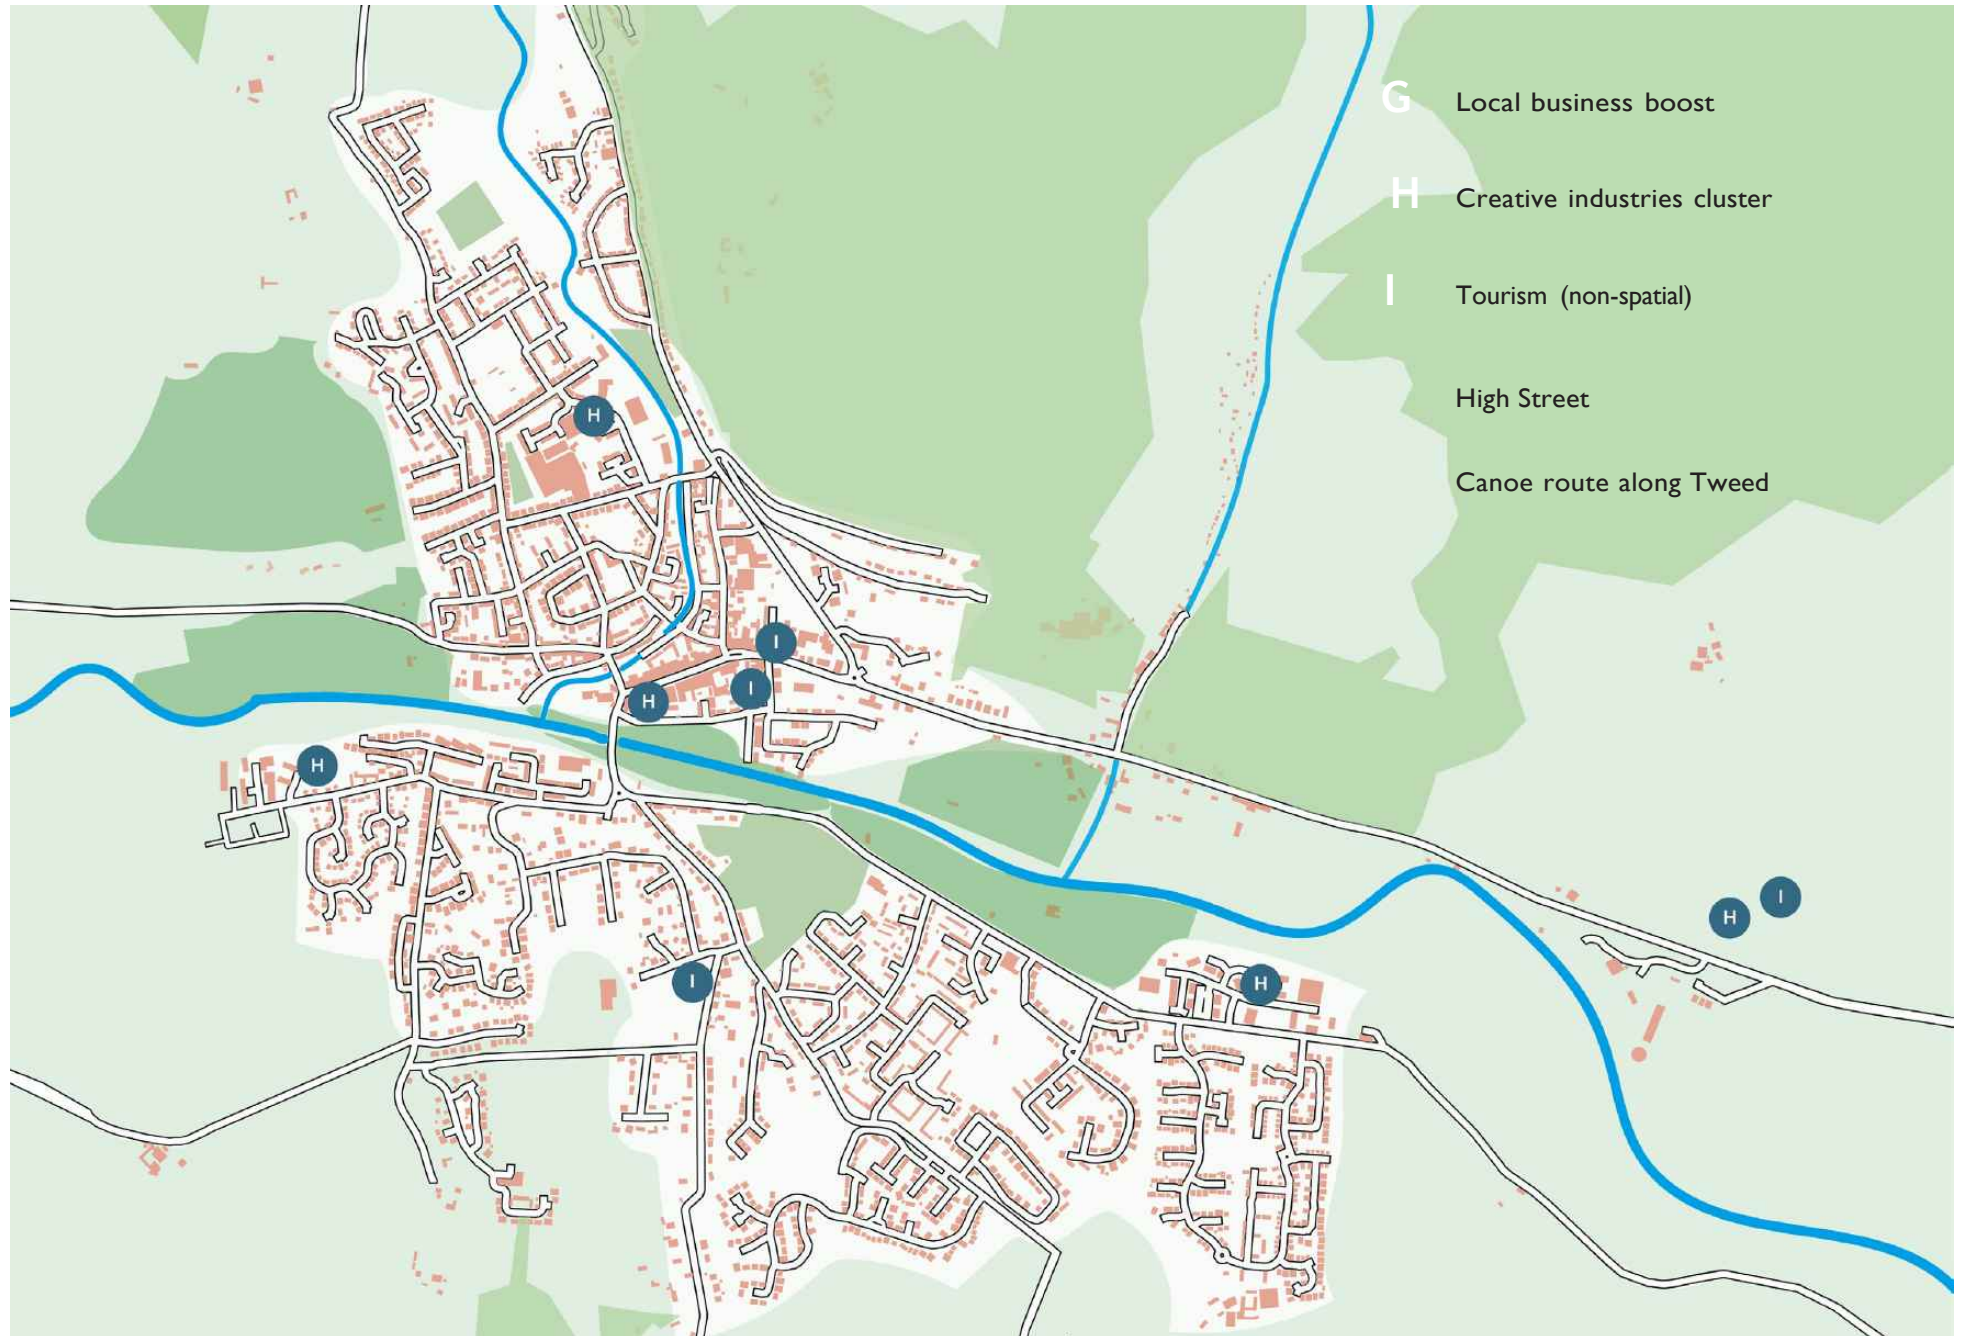 G Local business boost
H Creative industries cluster
I Tourism (non-spatial)
High Street
Canoe route along Tweed
H
I
H
I
H
I
H
I
H